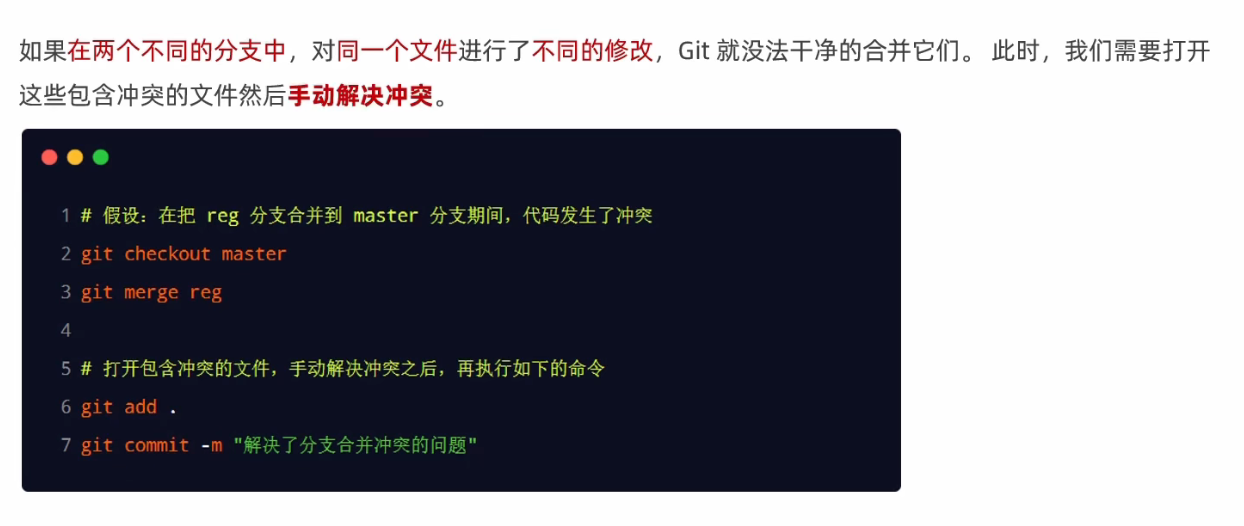 如果在两个不同的分支中，对同一个文件进行了不同的修改，Git 就没法干净的合并它们。 此时，我们需要打开
这些包含冲突的文件然后手动解决冲突。
1 # 假设：在把 reg 分支合并到 master 分支期间，代码发生了冲突
2 git checkout master
3 git merge reg
4
5 # 打开包含冲突的文件，手动解决冲突之后，再执行如下的命令
6 git add .
7 git commit -m "解决了分支合并冲突的问题"